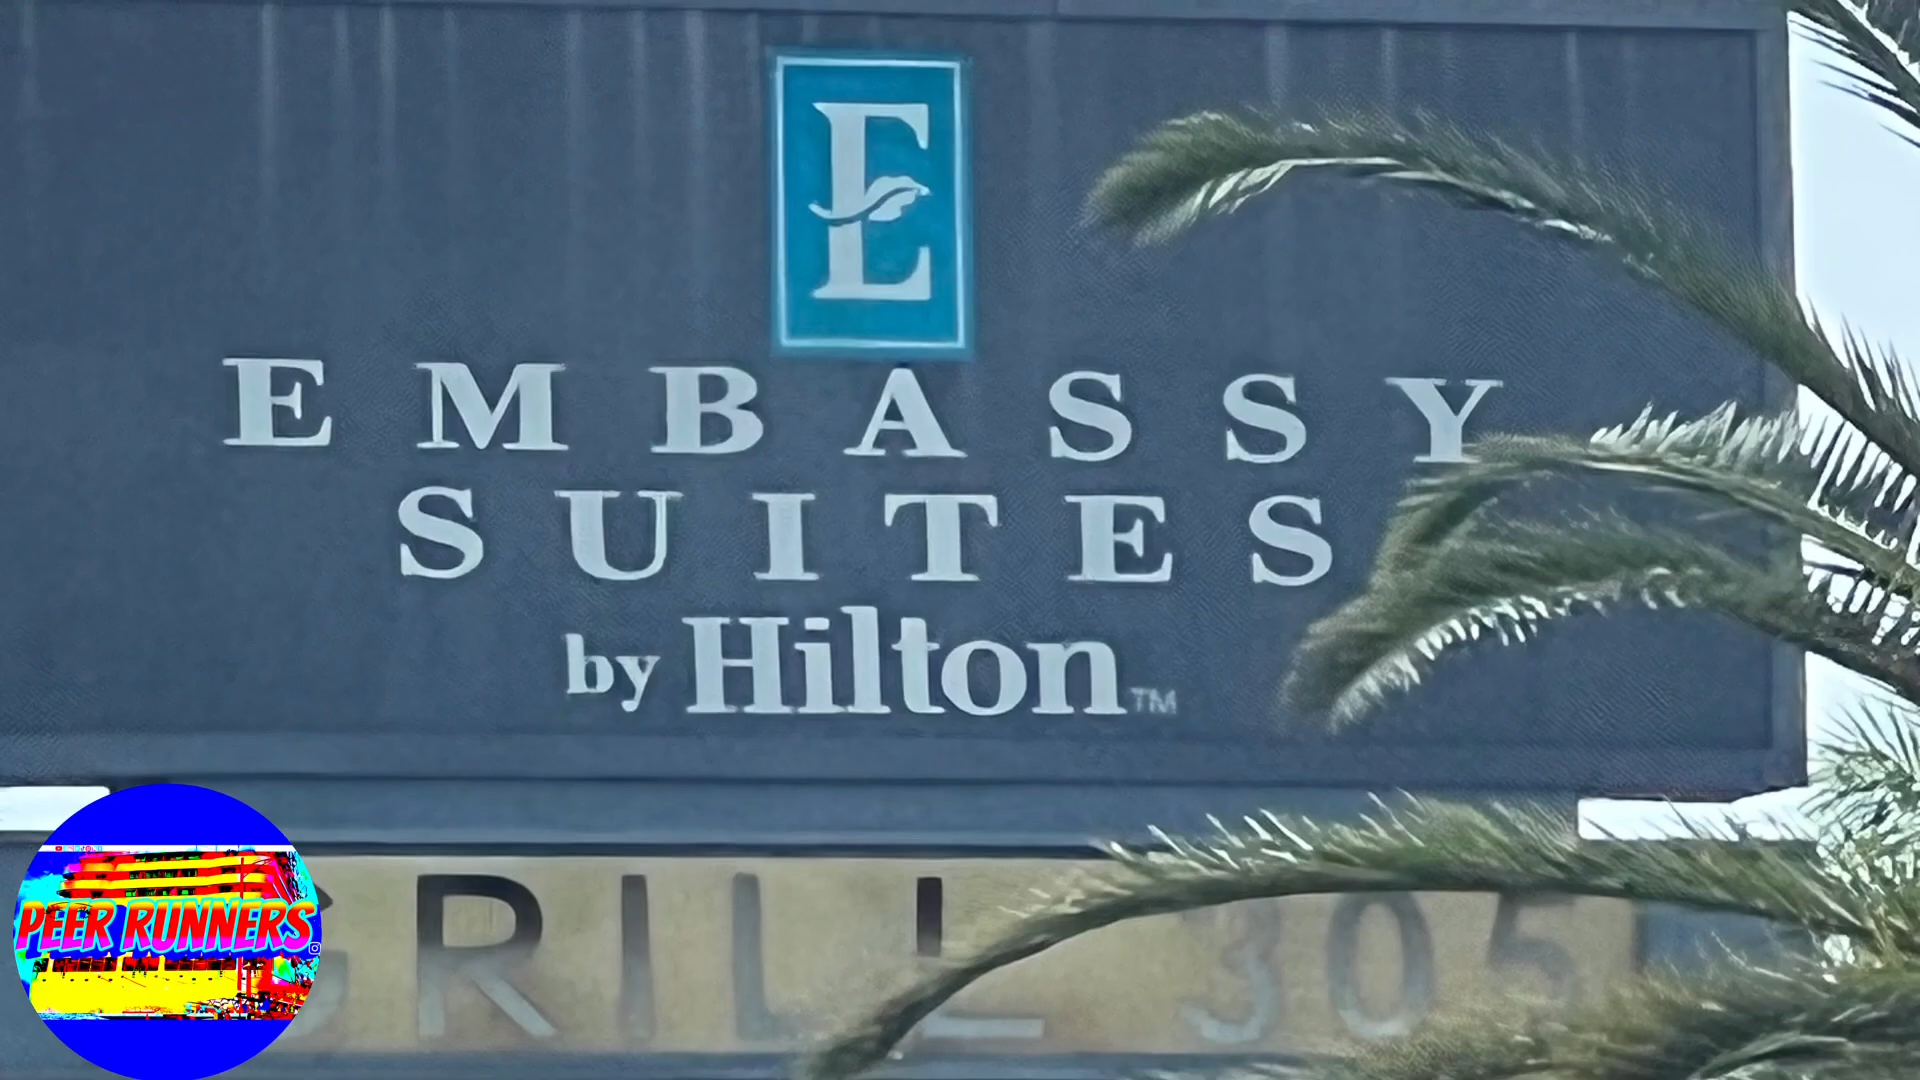 E
EMBASSY
SUITES
by Hilton™
GRILL 305
PEER RUNNERS